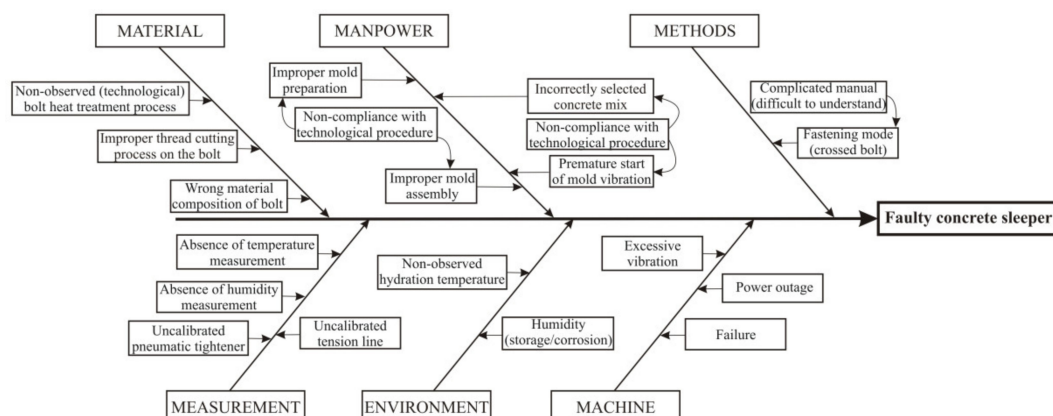 MATERIAL
MANPOWER
METHODS
Non-observed (technological)
bolt heat treatment process
Improper thread cutting
process on the bolt
Wrong material
composition of bolt
Improper mold
preparation
Non-compliance with
technological procedure
Improper mold
assembly
Incorrectly selected
concrete mix
Non-compliance with
technological procedure
Premature start
of mold vibration
Complicated manual
(difficult to understand)
Fastening mode
(crossed bolt)
Faulty concrete sleeper
Absence of temperature
measurement
Absence of humidity
measurement
Uncalibrated
pneumatic tightener
Uncalibrated
tension line
Non-observed
hydration temperature
Humidity
(storage/corrosion)
Excessive
vibration
Power outage
Failure
MEASUREMENT
ENVIRONMENT
MACHINE